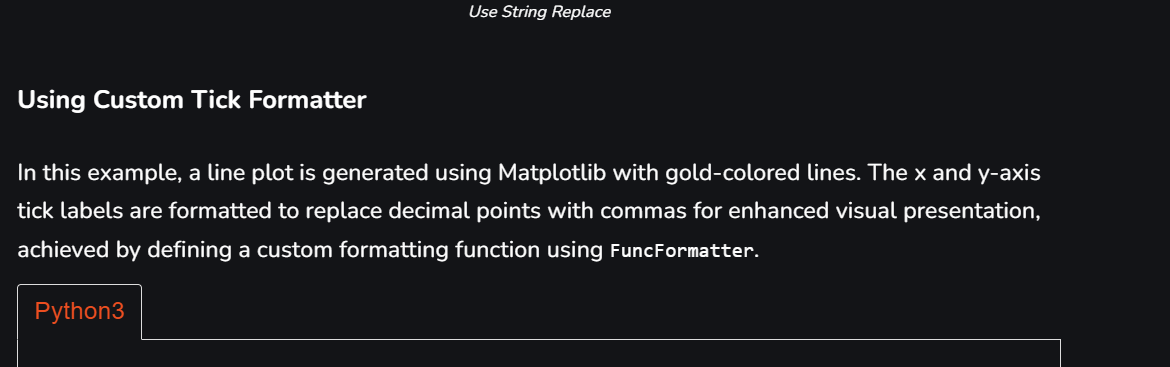 Use String Replace
Using Custom Tick Formatter
In this example, a line plot is generated using Matplotlib with gold-colored lines. The x and y-axis
tick labels are formatted to replace decimal points with commas for enhanced visual presentation,
achieved by defining a custom formatting function using FuncFormatter.
Python3